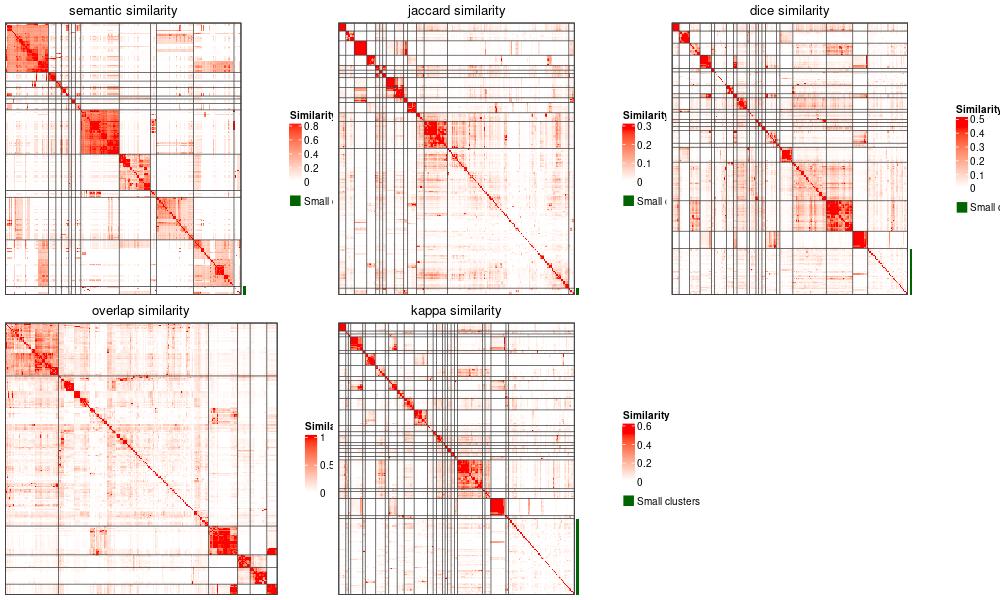 semantic similarity
jaccard similarity
dice similarity
Similarity
0.8
0.6
0.4
0.2
0
Small
Similarity
0.3
0.2
0.1
0
Small
Similarity
0.5
0.4
0.3
0.2
0.1
0
Small c
overlap similarity
kappa similarity
Simila
1
0.5
0
Similarity
0.6
0.4
0.2
0
Small clusters